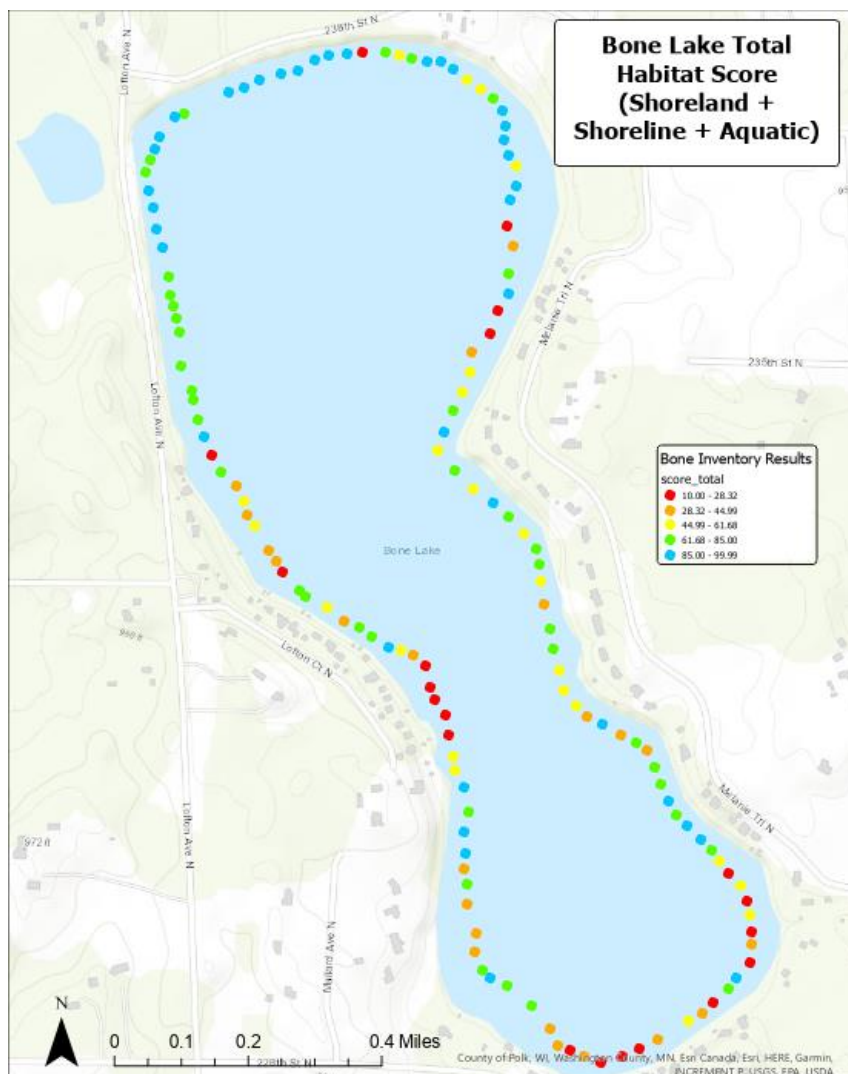 238th St N
Lofton Ave N
Bone Lake Total
Habitat Score
(Shoreland +
Shoreline + Aquatic)
Melanie Trl N
235th St N
Lofton Ave N
Bone Inventory Results
score_total
10.00 - 28.32
28.32 - 44.99
44.99 - 61.68
61.68 - 85.00
85.00 - 99.99
Bone Lake
Lofton Ct N
Melanie Trl N
Lofton Ave N
972 ft
Mallard Ave N
N
0 0.1 0.2 0.4 Miles
228th St N
County of Polk, WI, Washington County, MN, Esri Canada, Esri, HERE, Garmin,
INCREMENT P, USGS, EPA, USDA